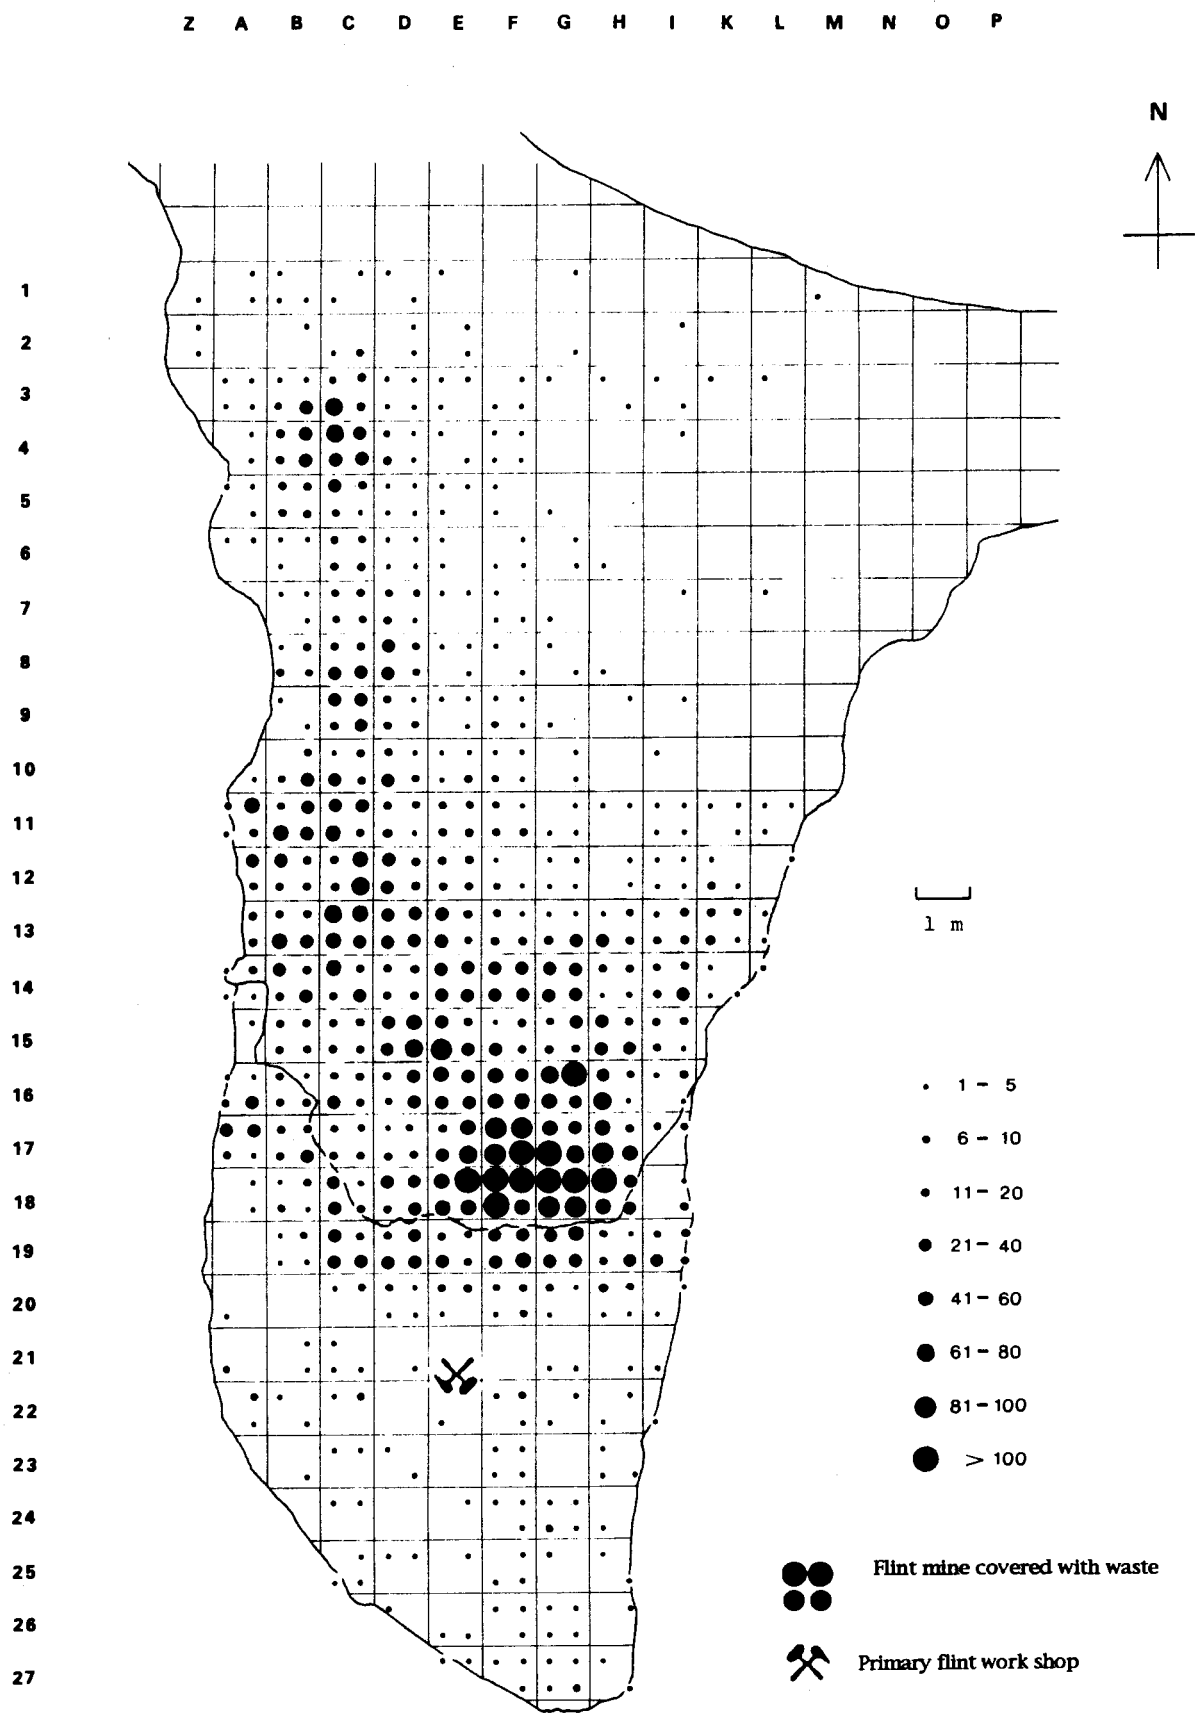 Z A B C D E F G H I K L M N O P
N
1
2
3
4
5
6
7
8
9
10
11
12
13
14
15
16
17
18
19
20
21
22
23
24
25
26
27
1 m
1 - 5
6 - 10
11 - 20
21 - 40
41 - 60
61 - 80
81 - 100
> 100
Flint mine covered with waste
Primary flint work shop